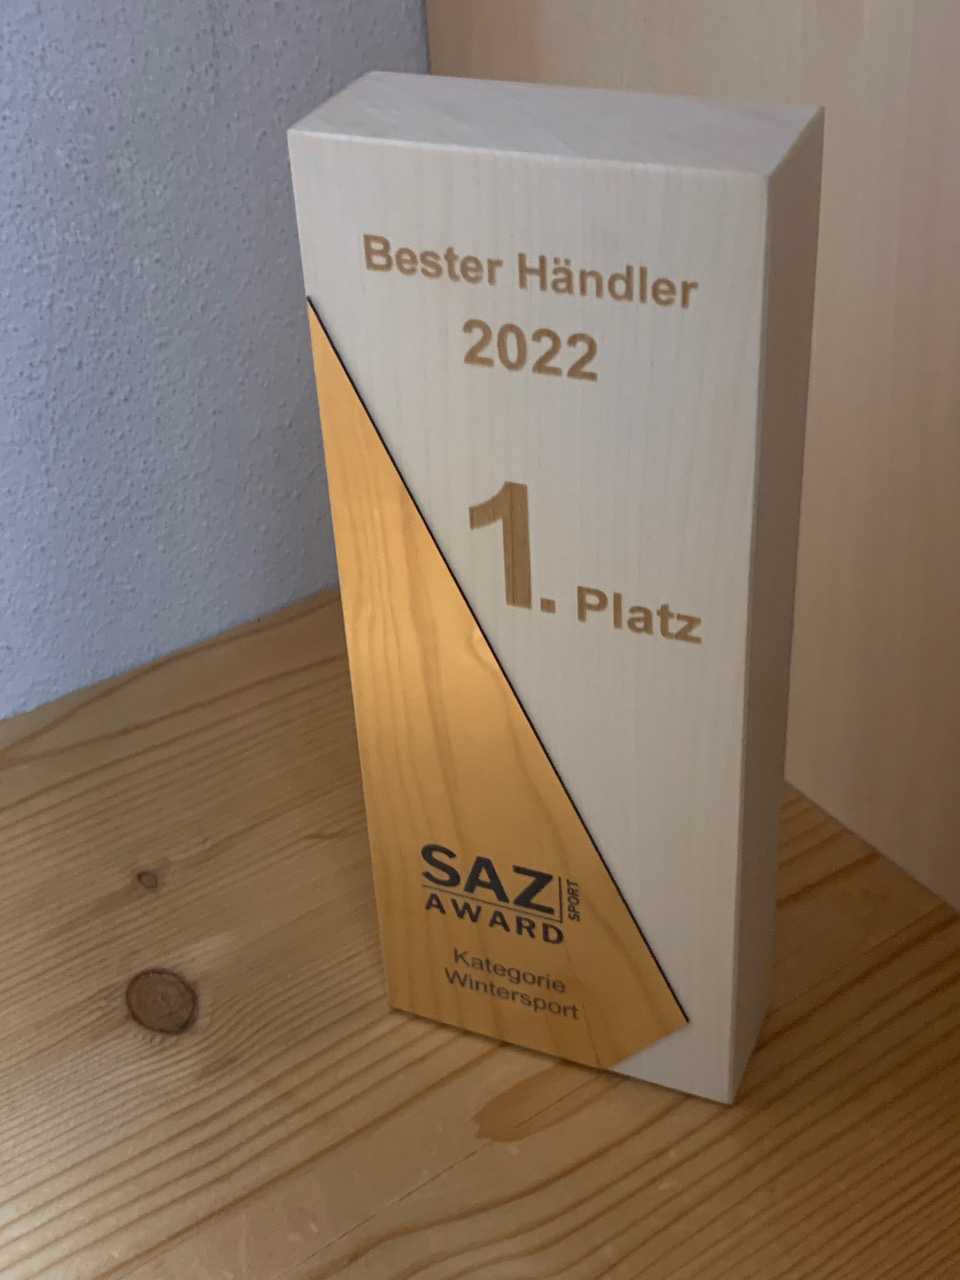 Bester Händler
2022
1. Platz
SAZ SPORT
AWARD
Kategorie
Wintersport